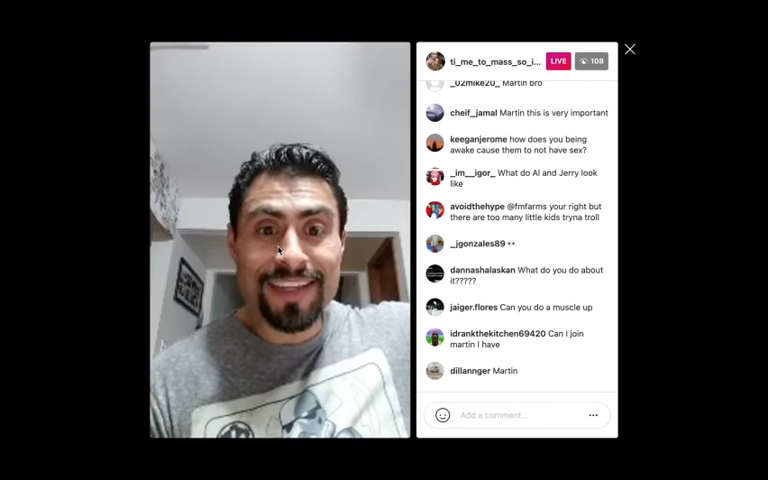 ti_me_to_mass_so_i... LIVE 108
_02mike20_ Martin bro
cheif_jamal Martin this is very important
keeganjerome how does you being
awake cause them to not have sex?
_im__igor_ What do Al and Jerry look
like
avoidthehype @fmfarms your right but
there are too many little kids tryna troll
_jgonzales89 👀
dannashalaskan What do you do about
it?????
jaiger.flores Can you do a muscle up
idrankthekitchen69420 Can I join
martin I have
dillannger Martin
Add a comment...